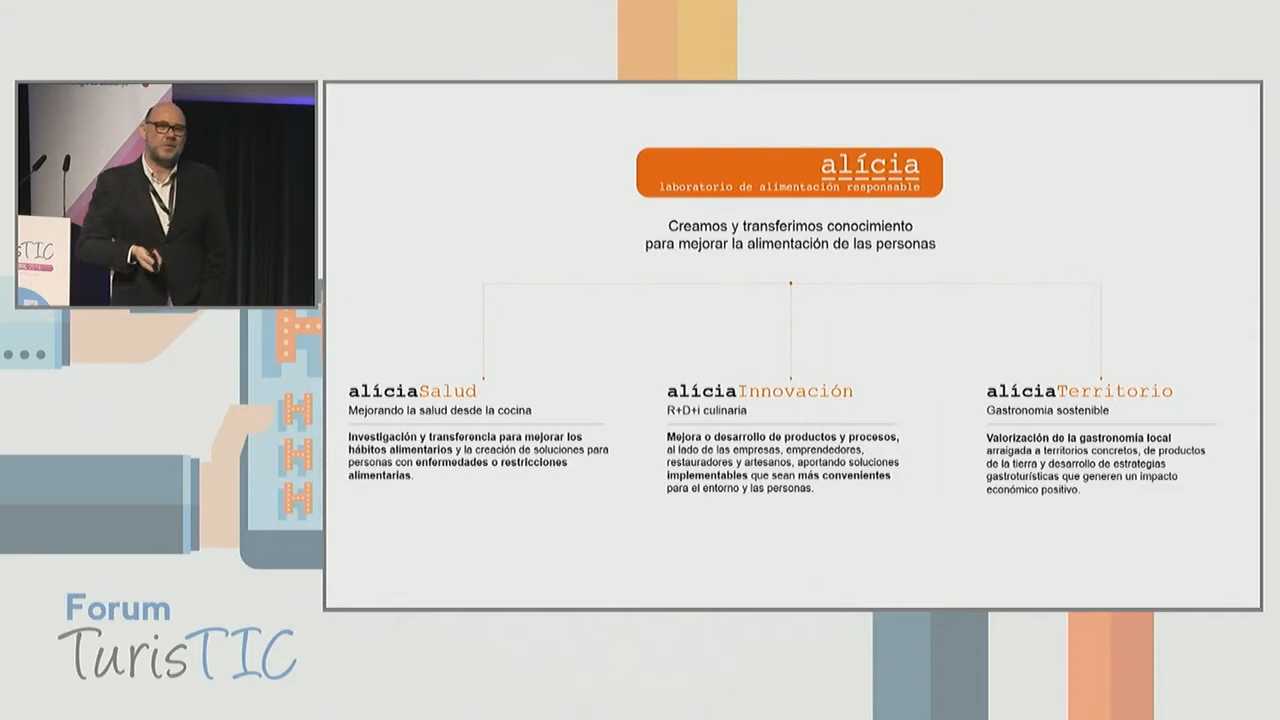 alícia
laboratorio de alimentación responsable
Creamos y transferimos conocimiento
para mejorar la alimentación de las personas
alíciaSalud
Mejorando la salud desde la cocina
Investigación y transferencia para mejorar los
hábitos alimentarios y la creación de soluciones para
personas con enfermedades o restricciones
alimentarias.
alíciaInnovación
R+D+i culinaria
Mejora o desarrollo de productos y procesos,
al lado de las empresas, emprendedores,
restauradores y artesanos, aportando soluciones
implementables que sean más convenientes
para el entorno y las personas.
alíciaTerritorio
Gastronomia sostenible
Valorización de la gastronomia local
arraigada a territorios concretos, de productos
de la tierra y desarrollo de estrategias
gastroturísticas que generen un impacto
económico positivo.
sTIC
Forum
TurisTIC